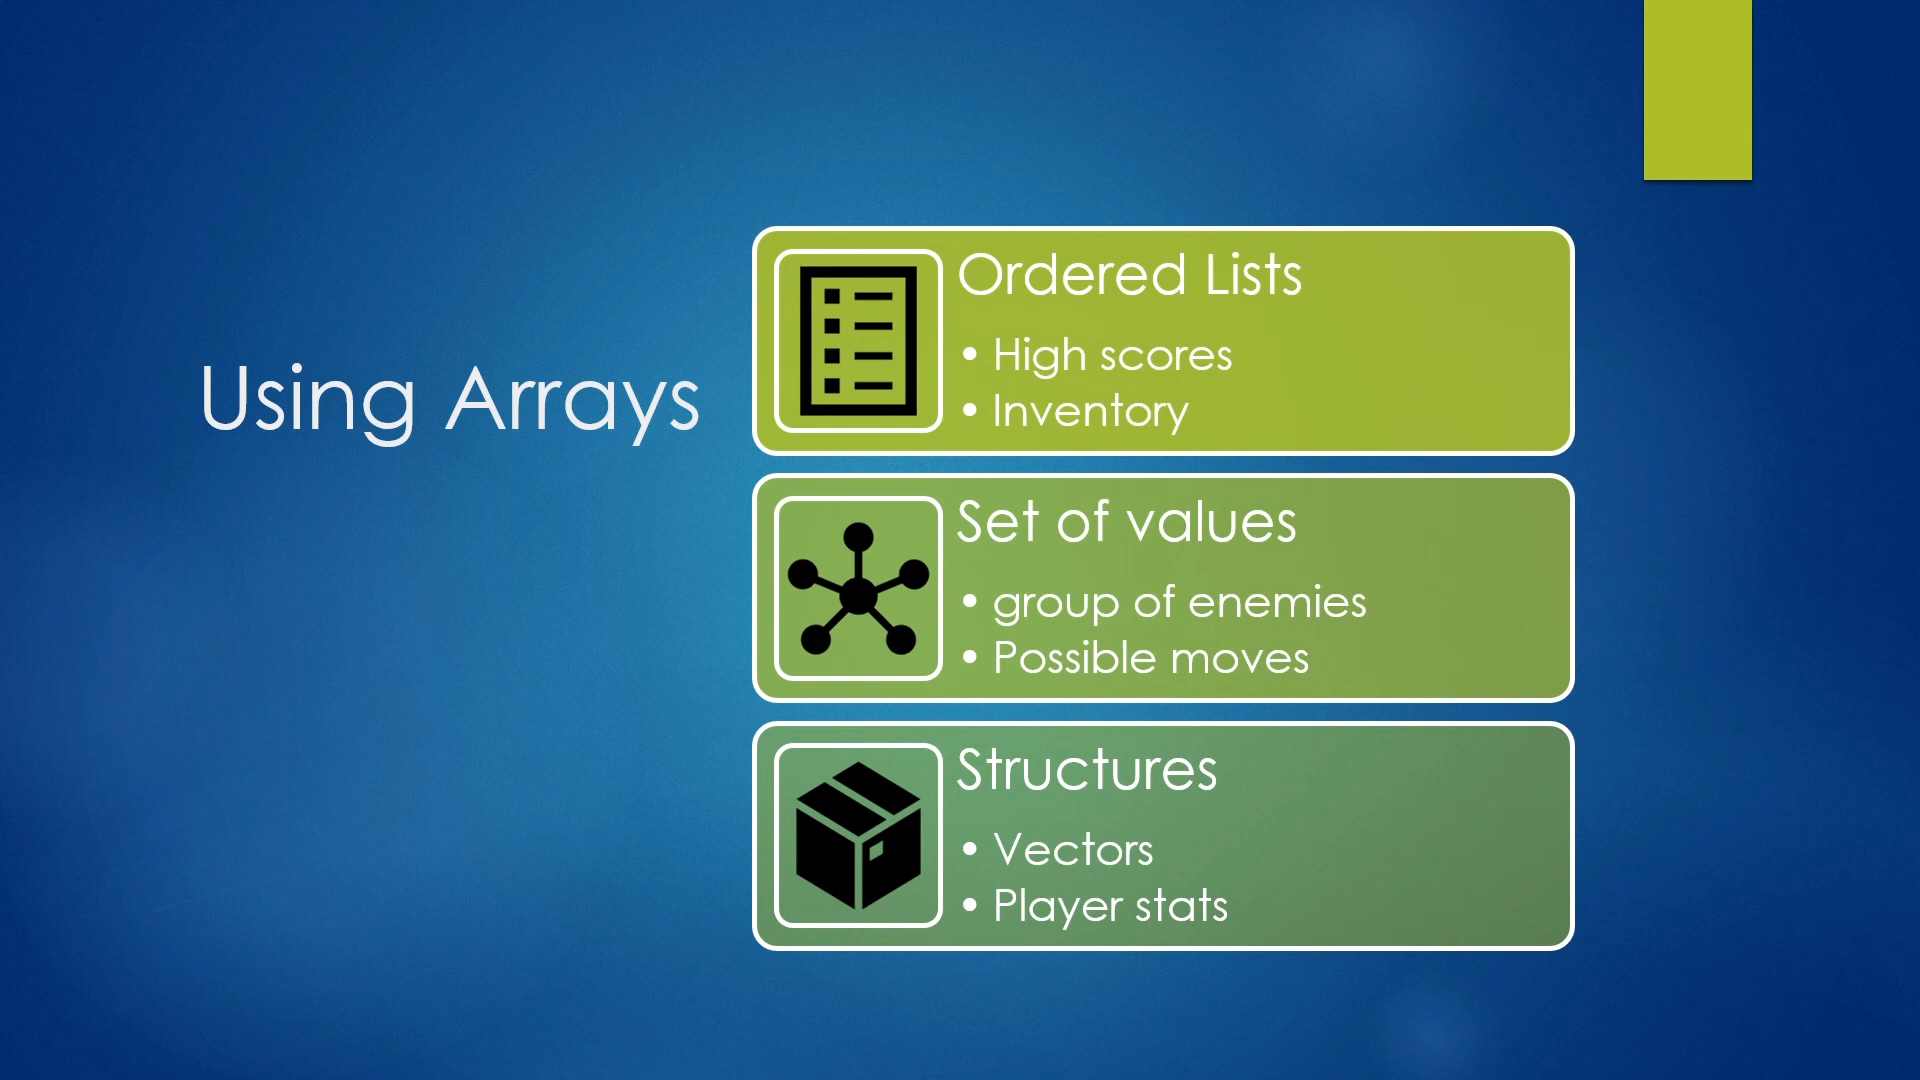 Using Arrays
Ordered Lists
• High scores
• Inventory
Set of values
• group of enemies
• Possible moves
Structures
• Vectors
• Player stats